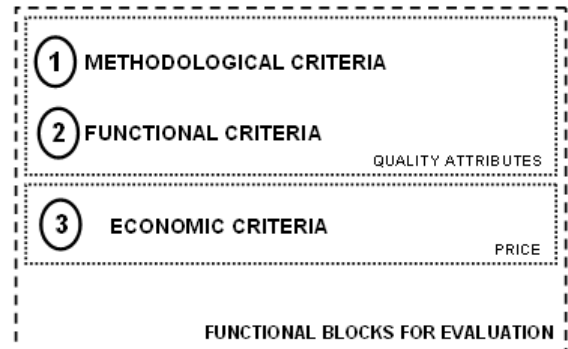 1 METHODOLOGICAL CRITERIA
2 FUNCTIONAL CRITERIA
QUALITY ATTRIBUTES
3 ECONOMIC CRITERIA
PRICE
FUNCTIONAL BLOCKS FOR EVALUATION